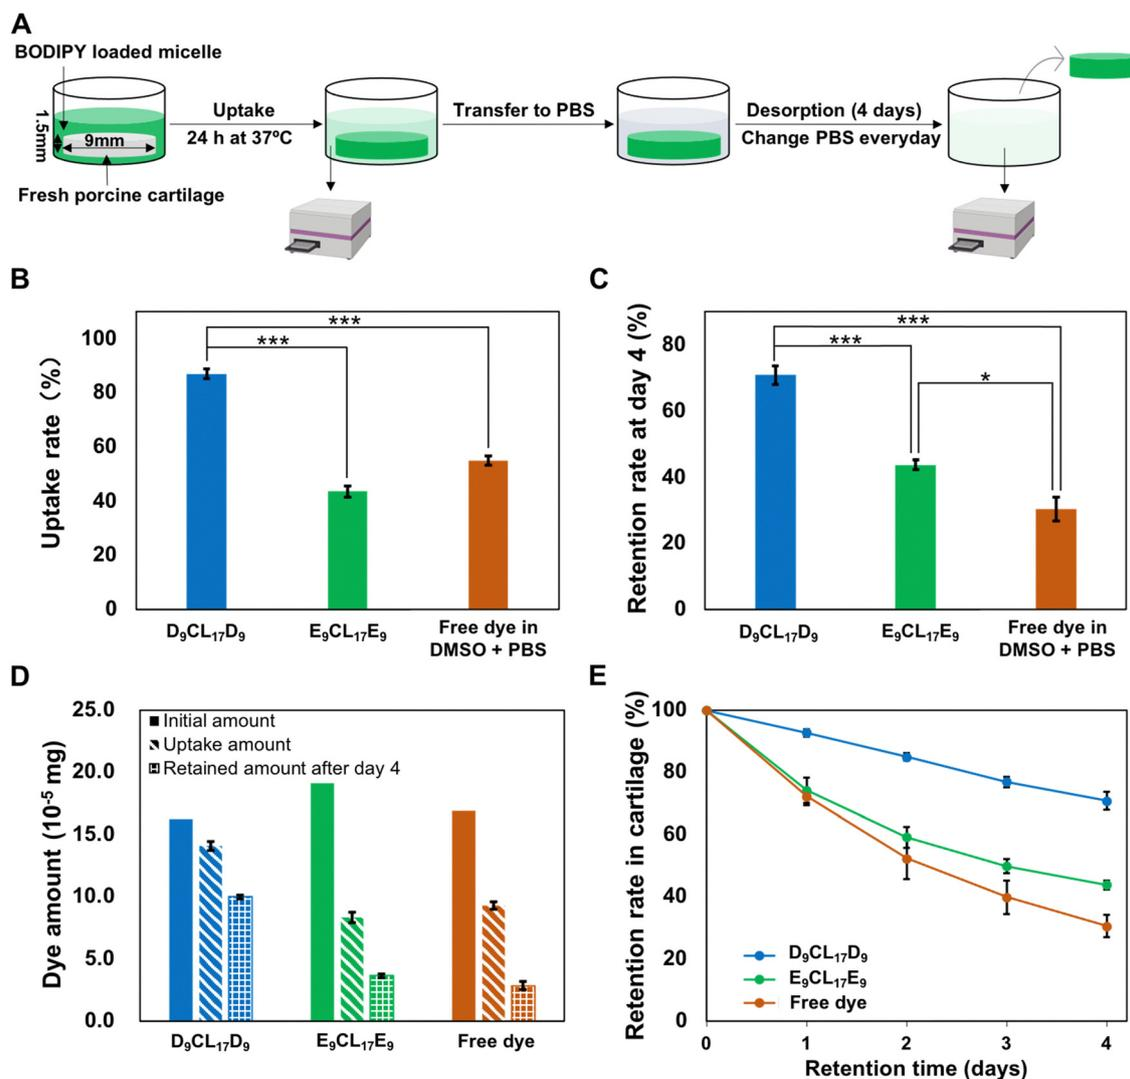 A
BODIPY loaded micelle
1.5mm
9mm
Fresh porcine cartilage
Uptake
24 h at 37ºC
Transfer to PBS
Desorption (4 days)
Change PBS everyday
B
Uptake rate (%)
100
80
60
40
20
0
***
***
D₉CL₁₇D₉
E₉CL₁₇E₉
Free dye in
DMSO + PBS
C
Retention rate at day 4 (%)
80
60
40
20
0
***
***
*
D₉CL₁₇D₉
E₉CL₁₇E₉
Free dye in
DMSO + PBS
D
Dye amount (10⁻⁵ mg)
25.0
20.0
15.0
10.0
5.0
0.0
Initial amount
Uptake amount
Retained amount after day 4
D₉CL₁₇D₉
E₉CL₁₇E₉
Free dye
E
Retention rate in cartilage (%)
100
80
60
40
20
0
D₉CL₁₇D₉
E₉CL₁₇E₉
Free dye
0
1
2
3
4
Retention time (days)